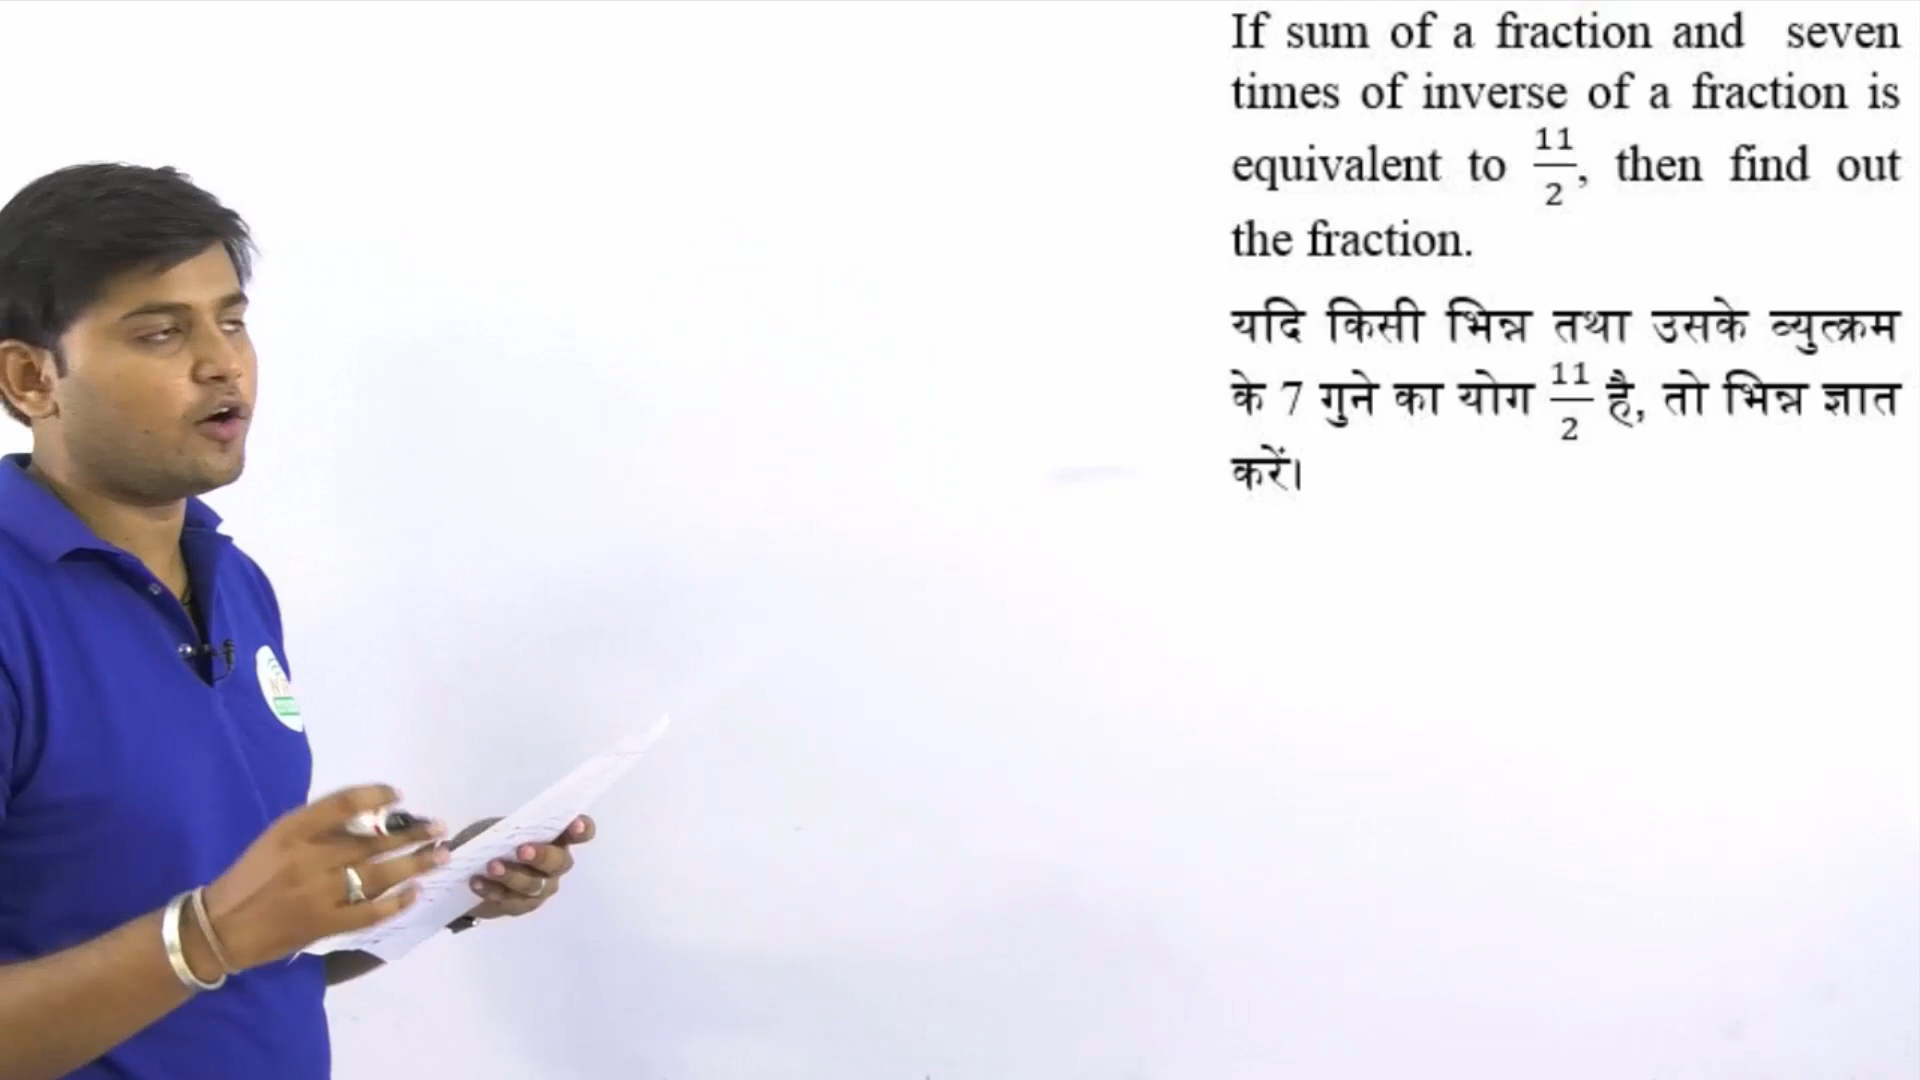 If sum of a fraction and seven
times of inverse of a fraction is
equivalent to 11/2, then find out
the fraction.
यदि किसी भिन्न तथा उसके व्युत्क्रम
के 7 गुने का योग 11/2 है, तो भिन्न ज्ञात
करें।